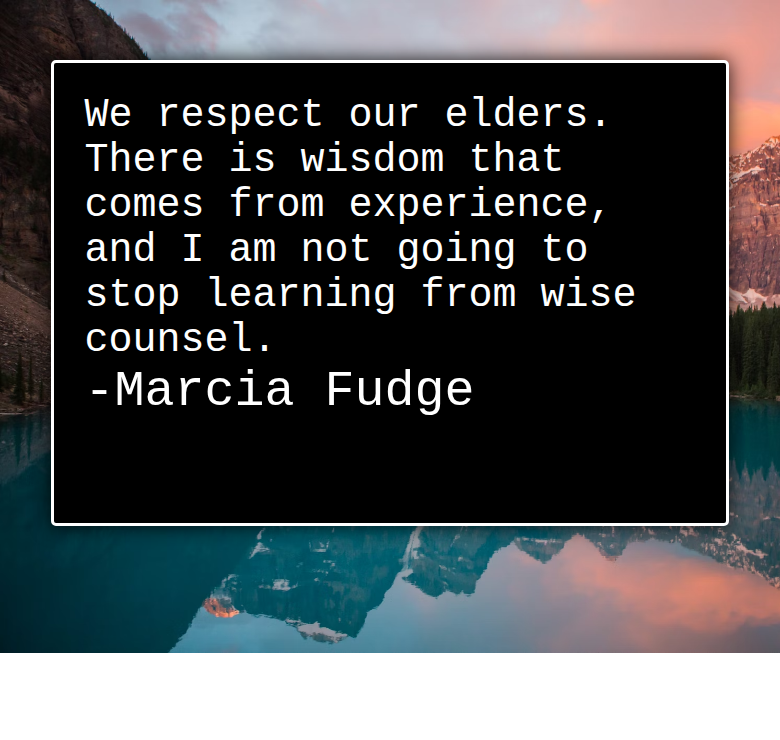 We respect our elders.
There is wisdom that
comes from experience,
and I am not going to
stop learning from wise
counsel.
-Marcia Fudge